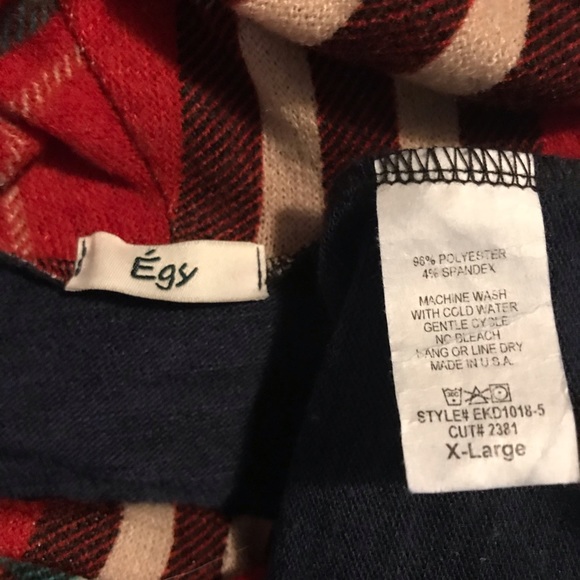 Égy
96% POLYESTER
4% SPANDEX
MACHINE WASH
WITH COLD WATER
GENTLE CYCLE
NO BLEACH
HANG OR LINE DRY
MADE IN U.S.A.
STYLE# EKD1018-5
CUT# 2381
X-Large